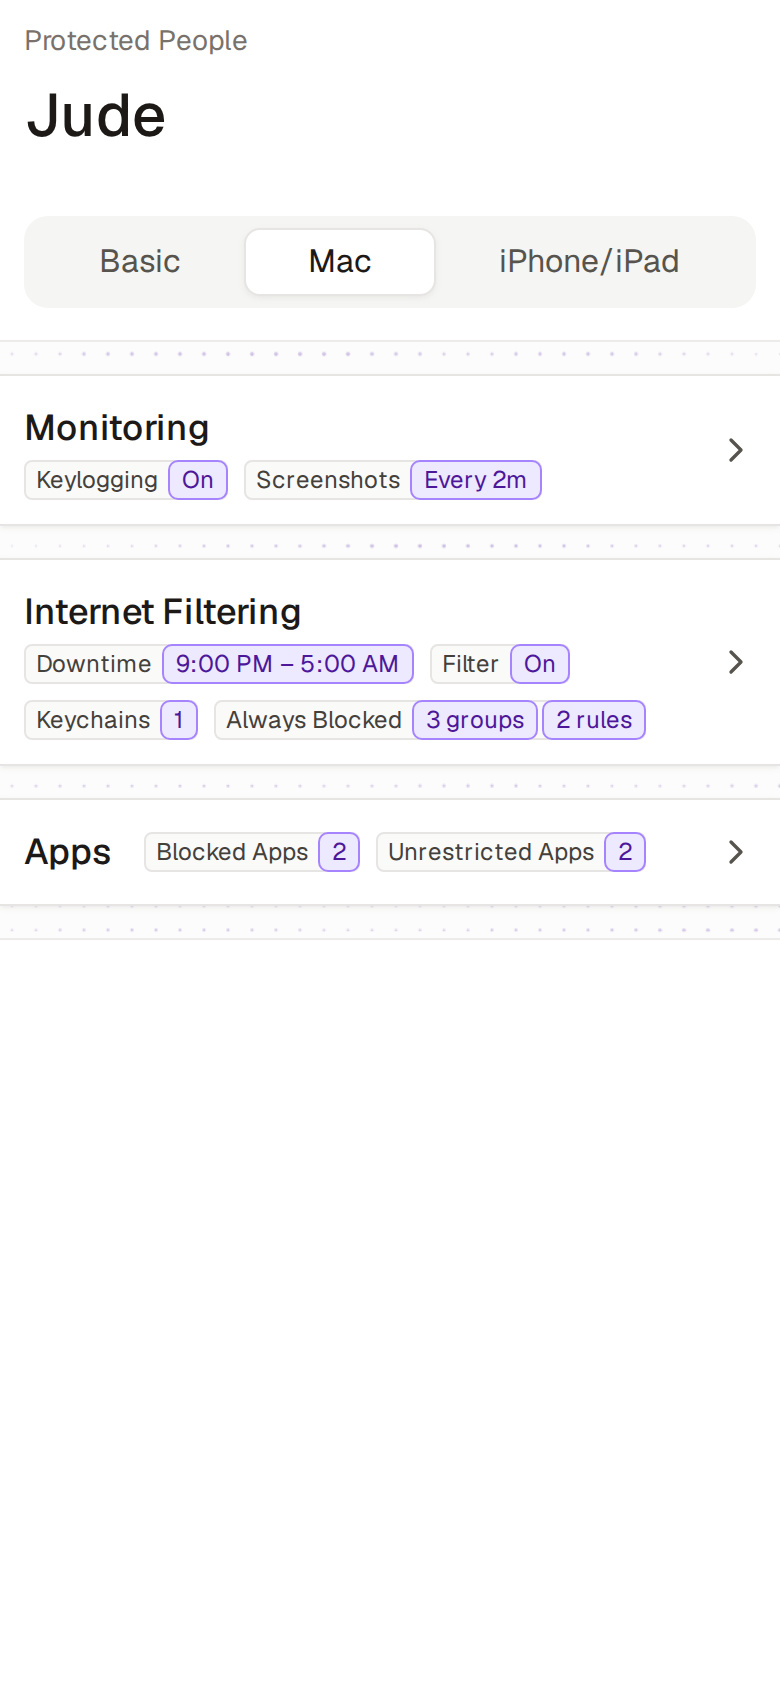 Protected People
Jude
Basic Mac iPhone/iPad
Monitoring
Keylogging On Screenshots Every 2m
Internet Filtering
Downtime 9:00 PM – 5:00 AM Filter On
Keychains 1 Always Blocked 3 groups 2 rules
Apps Blocked Apps 2 Unrestricted Apps 2